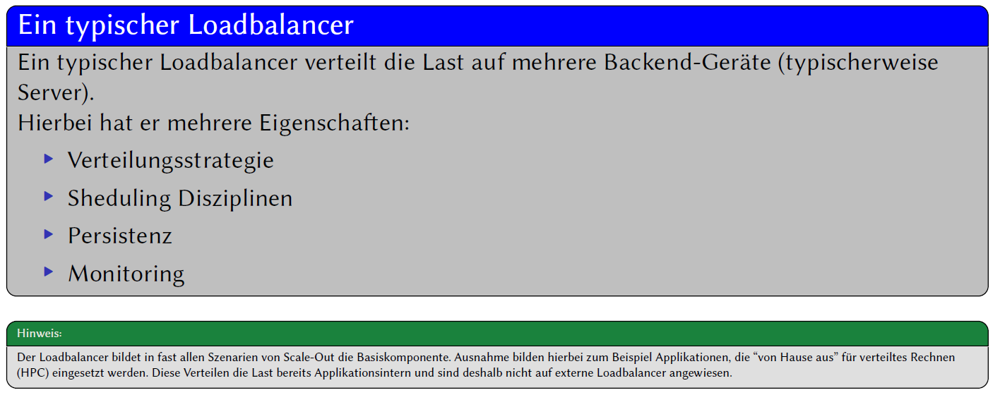 Ein typischer Loadbalancer
Ein typischer Loadbalancer verteilt die Last auf mehrere Backend-Geräte (typischerweise
Server).
Hierbei hat er mehrere Eigenschaften:
Verteilungsstrategie
Sheduling Disziplinen
Persistenz
Monitoring
Hinweis:
Der Loadbalancer bildet in fast allen Szenarien von Scale-Out die Basiskomponente. Ausnahme bilden hierbei zum Beispiel Applikationen, die “von Hause aus” für verteiltes Rechnen
(HPC) eingesetzt werden. Diese Verteilen die Last bereits Applikationsintern und sind deshalb nicht auf externe Loadbalancer angewiesen.